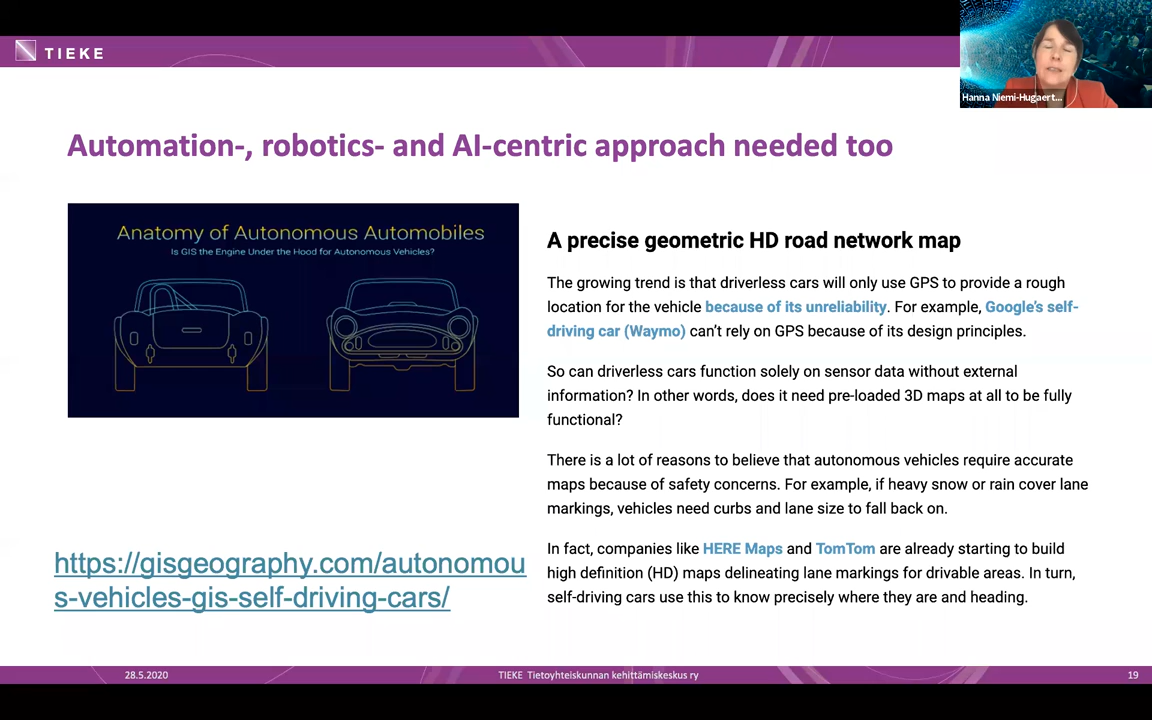 TIEKE
Hanna Niemi-Hugaert...
Automation-, robotics- and AI-centric approach needed too
Anatomy of Autonomous Automobiles
Is GIS the Engine Under the Hood for Autonomous Vehicles?
A precise geometric HD road network map
The growing trend is that driverless cars will only use GPS to provide a rough
location for the vehicle because of its unreliability. For example, Google's self-
driving car (Waymo) can't rely on GPS because of its design principles.
So can driverless cars function solely on sensor data without external
information? In other words, does it need pre-loaded 3D maps at all to be fully
functional?
There is a lot of reasons to believe that autonomous vehicles require accurate
maps because of safety concerns. For example, if heavy snow or rain cover lane
markings, vehicles need curbs and lane size to fall back on.
In fact, companies like HERE Maps and TomTom are already starting to build
high definition (HD) maps delineating lane markings for drivable areas. In turn,
self-driving cars use this to know precisely where they are and heading.
https://gisgeography.com/autonomou
s-vehicles-gis-self-driving-cars/
28.5.2020
TIEKE Tietoyhteiskunnan kehittämiskeskus ry
19